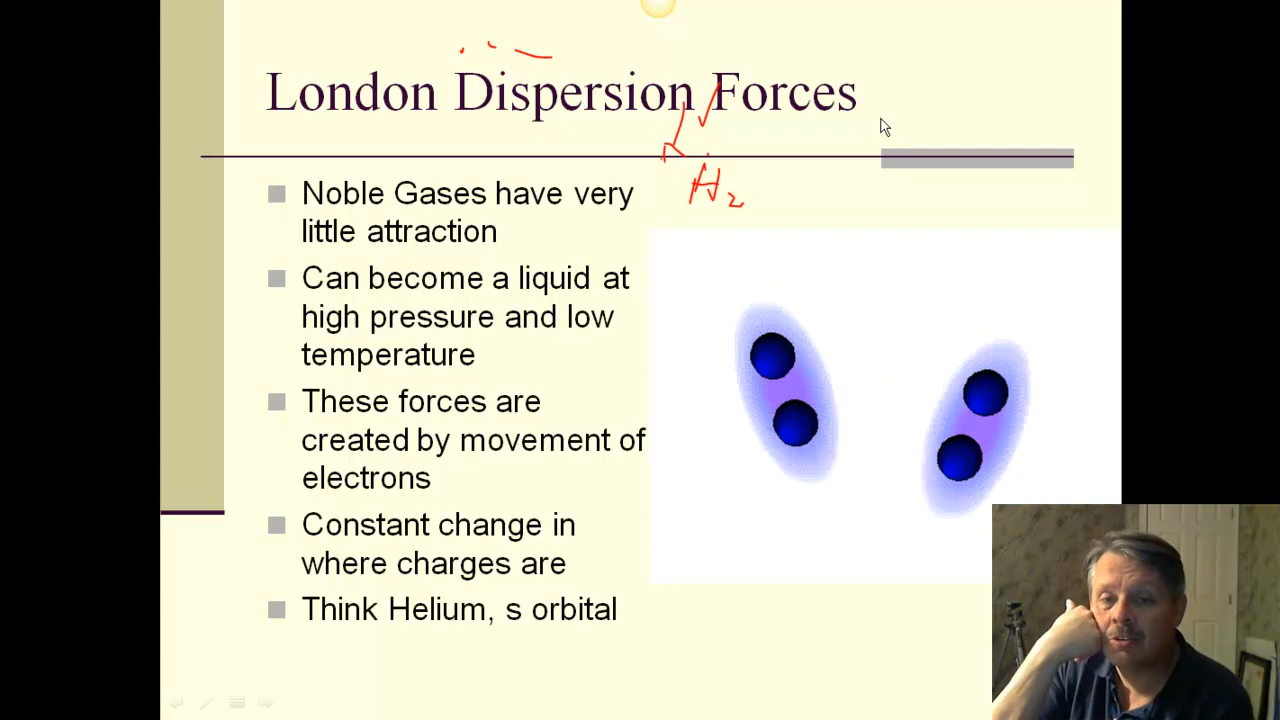 London Dispersion Forces
H2
Noble Gases have very
little attraction
Can become a liquid at
high pressure and low
temperature
These forces are
created by movement of
electrons
Constant change in
where charges are
Think Helium, s orbital